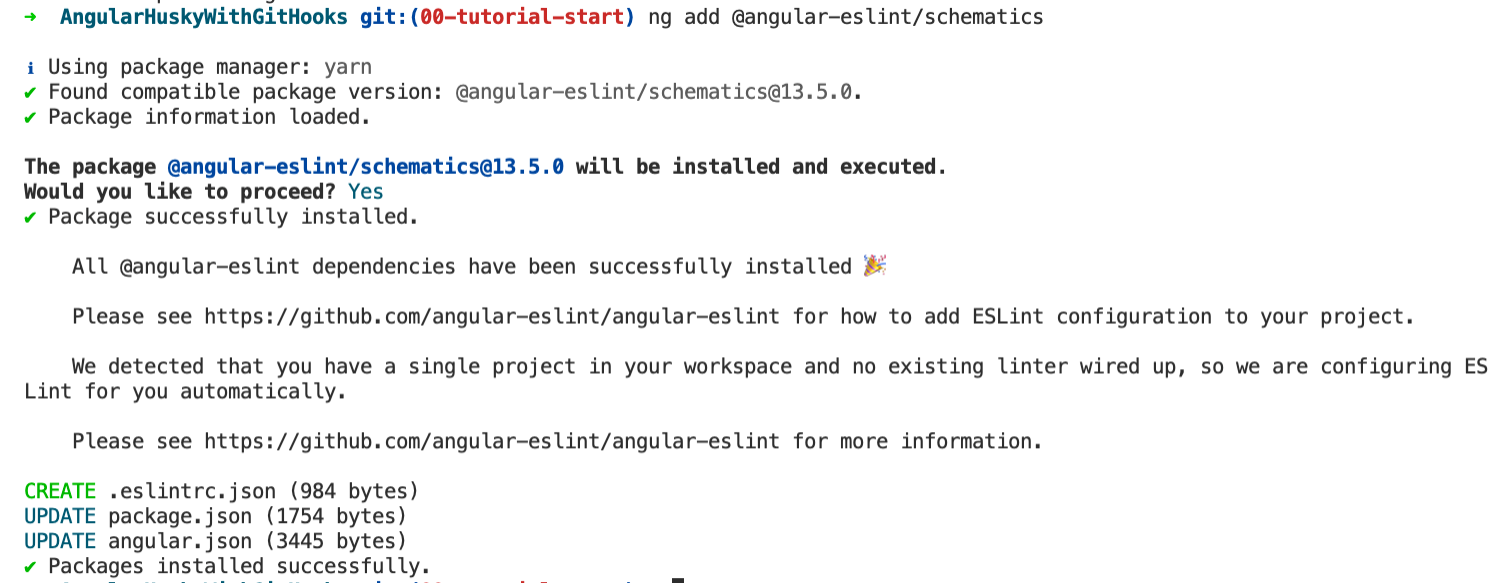 ➜  AngularHuskyWithGitHooks git:(00-tutorial-start) ng add @angular-eslint/schematics
ℹ Using package manager: yarn
✔ Found compatible package version: @angular-eslint/schematics@13.5.0.
✔ Package information loaded.
The package @angular-eslint/schematics@13.5.0 will be installed and executed.
Would you like to proceed? Yes
✔ Package successfully installed.
All @angular-eslint dependencies have been successfully installed 🎉
Please see https://github.com/angular-eslint/angular-eslint for how to add ESLint configuration to your project.
We detected that you have a single project in your workspace and no existing linter wired up, so we are configuring ES
Lint for you automatically.
Please see https://github.com/angular-eslint/angular-eslint for more information.
CREATE .eslintrc.json (984 bytes)
UPDATE package.json (1754 bytes)
UPDATE angular.json (3445 bytes)
✔ Packages installed successfully.